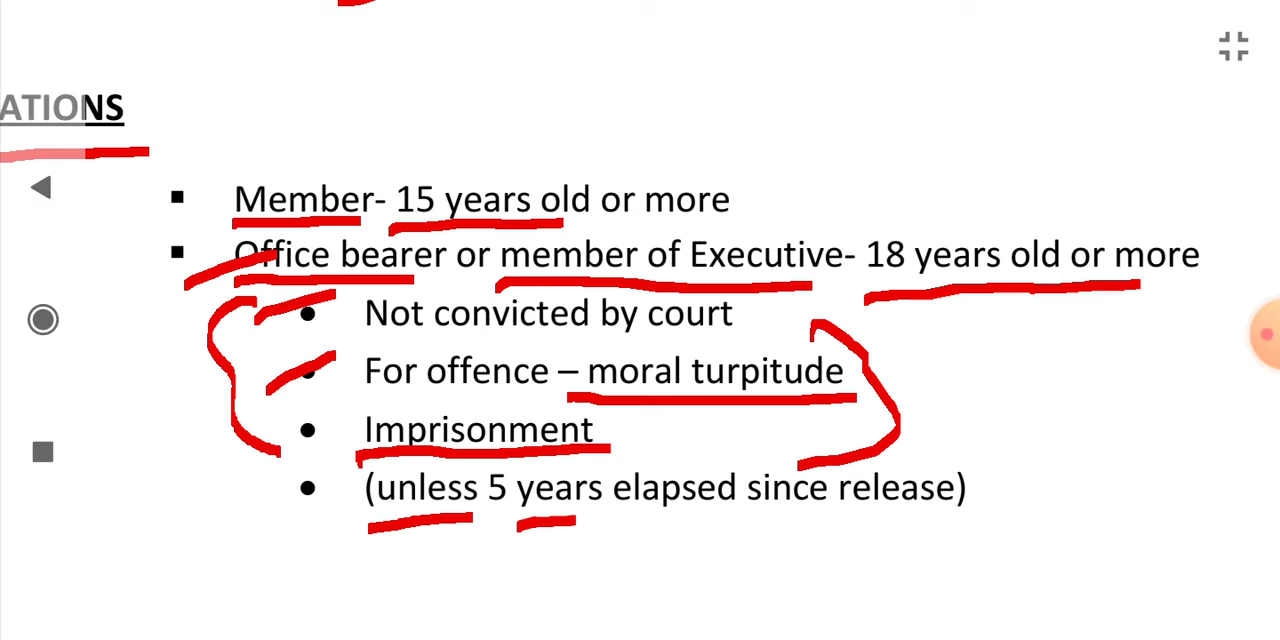 ATIONS
Member- 15 years old or more
Office bearer or member of Executive- 18 years old or more
Not convicted by court
For offence – moral turpitude
Imprisonment
(unless 5 years elapsed since release)